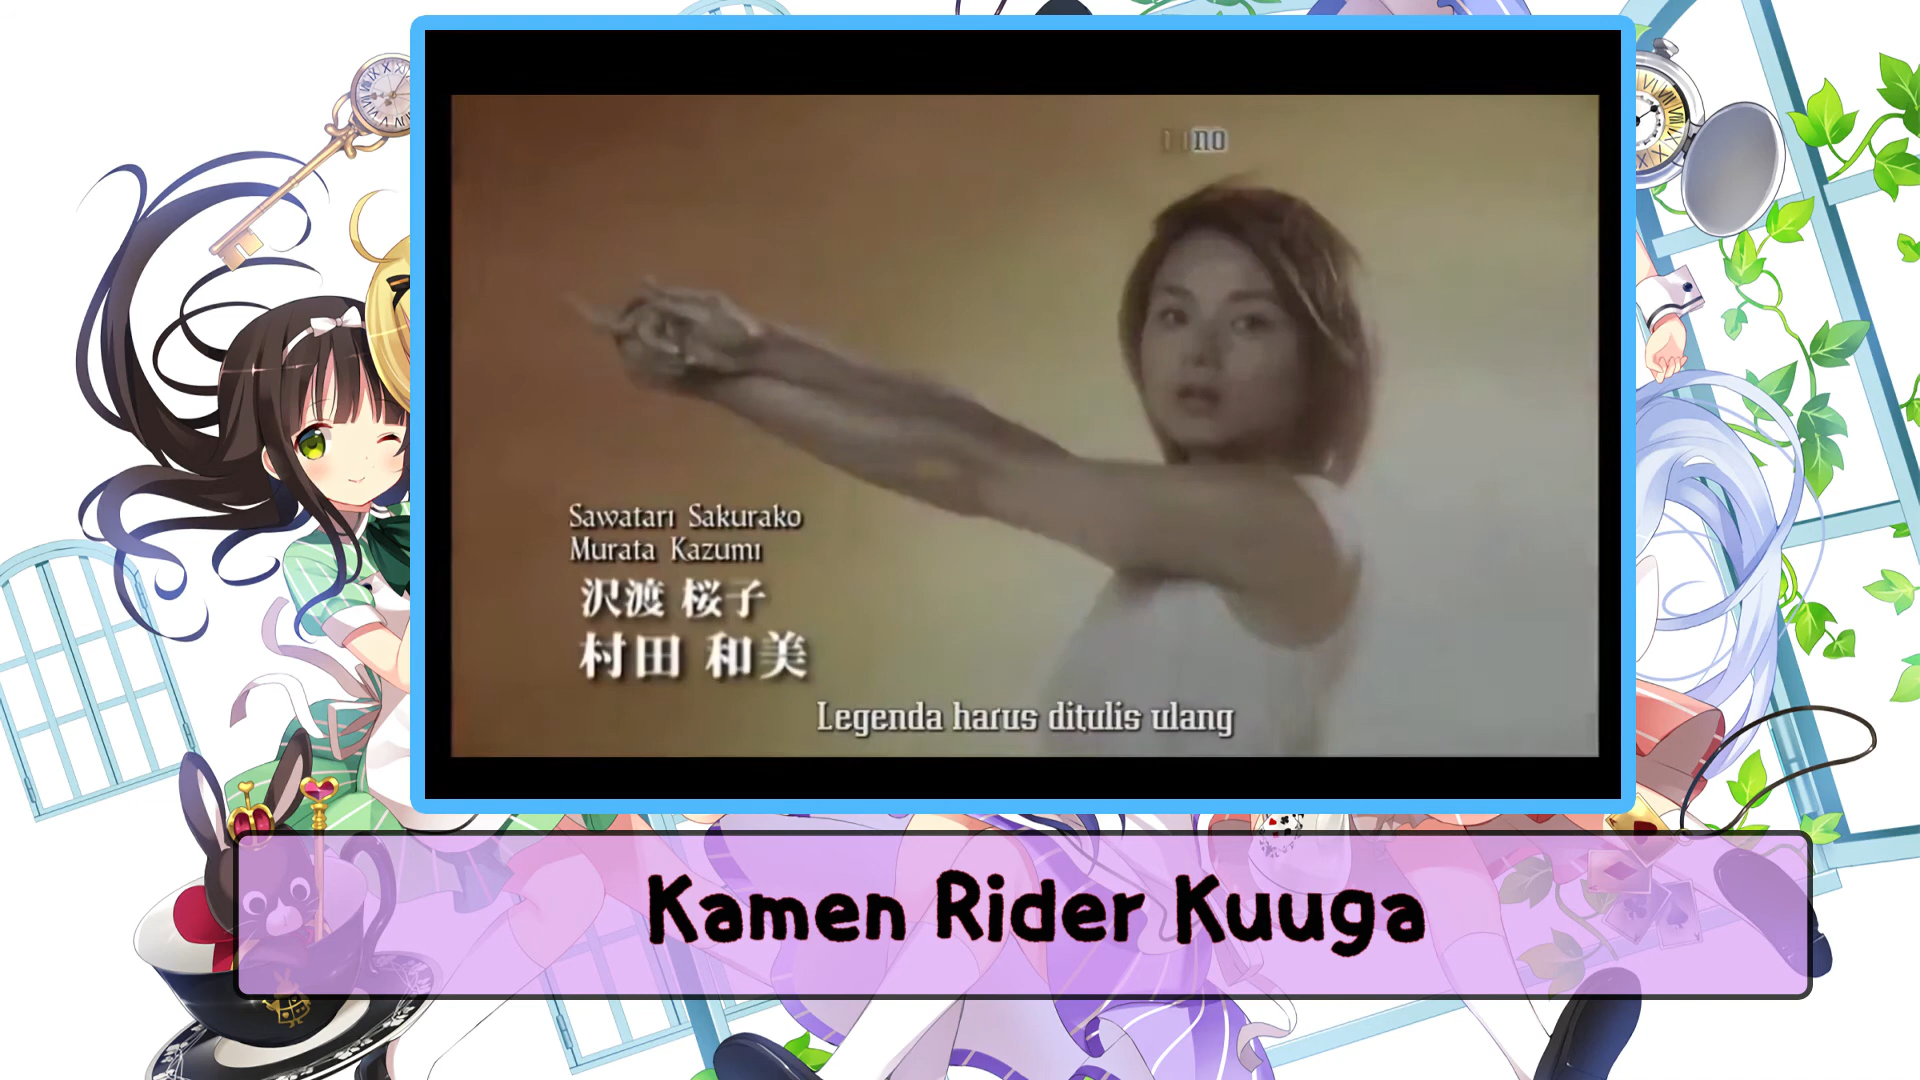 no
Sawatari Sakurako
Murata Kazumi
沢渡 桜子
村田 和美
Legenda harus ditulis ulang
Kamen Rider Kuuga